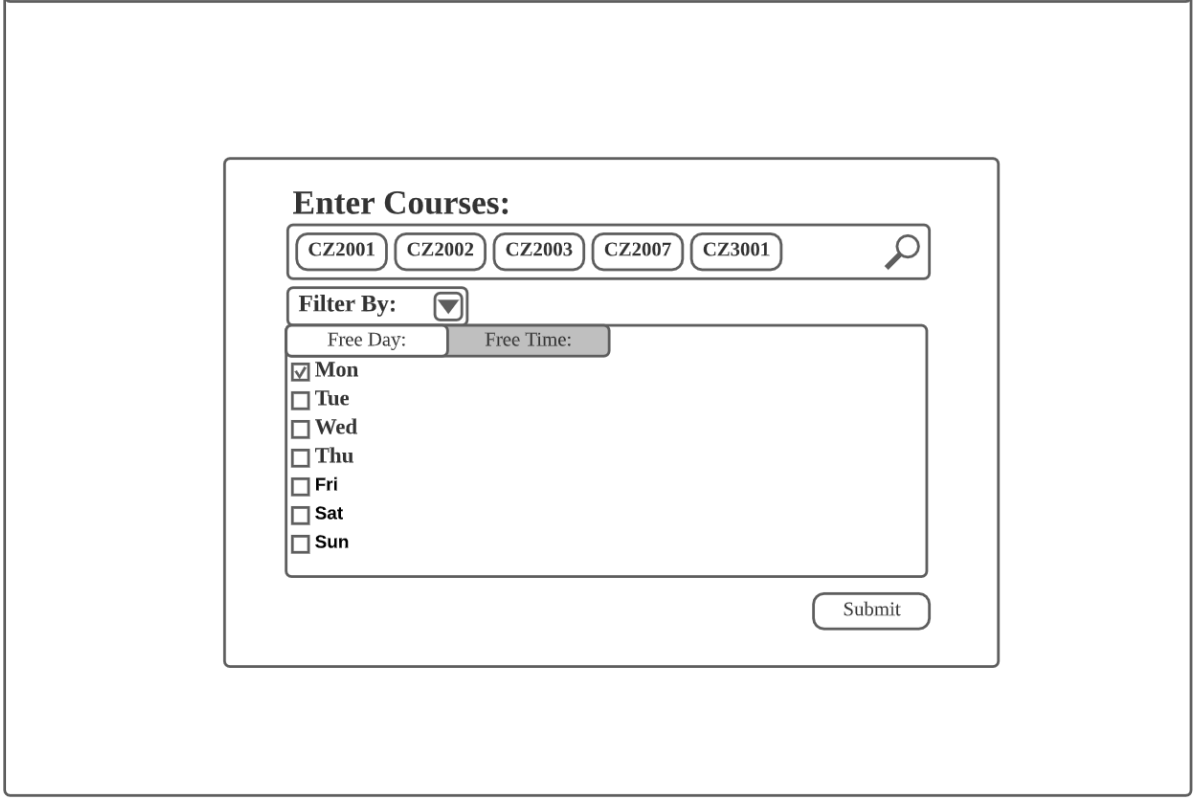 Enter Courses:
CZ2001 CZ2002 CZ2003 CZ2007 CZ3001
Filter By:
Free Day: Free Time:
Mon
Tue
Wed
Thu
Fri
Sat
Sun
Submit